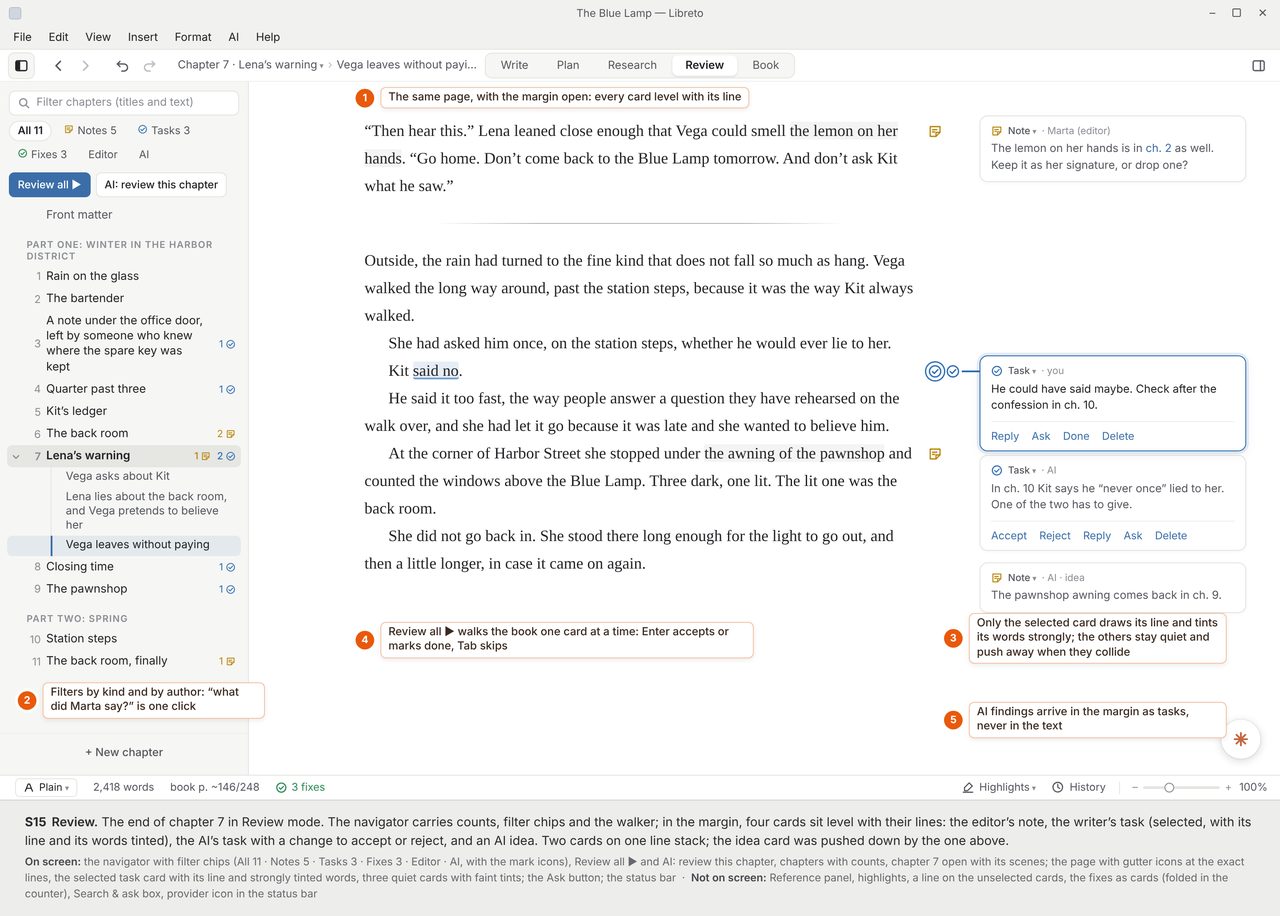 The Blue Lamp — Libreto
File Edit View Insert Format AI Help
Chapter 7 · Lena’s warning ▾ › Vega leaves without payi…
Write Plan Research Review Book
Filter chapters (titles and text)
All 11 Notes 5 Tasks 3
Fixes 3 Editor AI
Review all ▶ AI: review this chapter
Front matter
PART ONE: WINTER IN THE HARBOR
DISTRICT
1 Rain on the glass
2 The bartender
A note under the office door,
left by someone who knew
3 where the spare key was 1
kept
4 Quarter past three 1
5 Kit’s ledger
6 The back room 2
7 Lena’s warning 1 2
Vega asks about Kit
Lena lies about the back room,
and Vega pretends to believe
her
Vega leaves without paying
8 Closing time 1
9 The pawnshop 1
PART TWO: SPRING
10 Station steps
11 The back room, finally 1
2 Filters by kind and by author: “what
did Marta say?” is one click
+ New chapter
1 The same page, with the margin open: every card level with its line
“Then hear this.” Lena leaned close enough that Vega could smell the lemon on her
hands. “Go home. Don’t come back to the Blue Lamp tomorrow. And don’t ask Kit
what he saw.”
Outside, the rain had turned to the fine kind that does not fall so much as hang. Vega
walked the long way around, past the station steps, because it was the way Kit always
walked.
She had asked him once, on the station steps, whether he would ever lie to her.
Kit said no.
He said it too fast, the way people answer a question they have rehearsed on the
walk over, and she had let it go because it was late and she wanted to believe him.
At the corner of Harbor Street she stopped under the awning of the pawnshop and
counted the windows above the Blue Lamp. Three dark, one lit. The lit one was the
back room.
She did not go back in. She stood there long enough for the light to go out, and
then a little longer, in case it came on again.
4 Review all ▶ walks the book one card at a time: Enter accepts or
marks done, Tab skips
Note ▾ · Marta (editor)
The lemon on her hands is in ch. 2 as well.
Keep it as her signature, or drop one?
Task ▾ · you
He could have said maybe. Check after the
confession in ch. 10.
Reply Ask Done Delete
Task ▾ · AI
In ch. 10 Kit says he “never once” lied to her.
One of the two has to give.
Accept Reject Reply Ask Delete
Note ▾ · AI · idea
The pawnshop awning comes back in ch. 9.
3 Only the selected card draws its line and tints
its words strongly; the others stay quiet and
push away when they collide
5 AI findings arrive in the margin as tasks,
never in the text
A Plain ▾ 2,418 words book p. ~146/248 3 fixes Highlights ▾ History − + 100%
S15 Review. The end of chapter 7 in Review mode. The navigator carries counts, filter chips and the walker; in the margin, four cards sit level with their lines: the editor’s note, the writer’s task (selected, with its
line and its words tinted), the AI’s task with a change to accept or reject, and an AI idea. Two cards on one line stack; the idea card was pushed down by the one above.
On screen: the navigator with filter chips (All 11 · Notes 5 · Tasks 3 · Fixes 3 · Editor · AI, with the mark icons), Review all ▶ and AI: review this chapter, chapters with counts, chapter 7 open with its scenes; the page with gutter icons at the exact
lines, the selected task card with its line and strongly tinted words, three quiet cards with faint tints; the Ask button; the status bar · Not on screen: Reference panel, highlights, a line on the unselected cards, the fixes as cards (folded in the
counter), Search & ask box, provider icon in the status bar